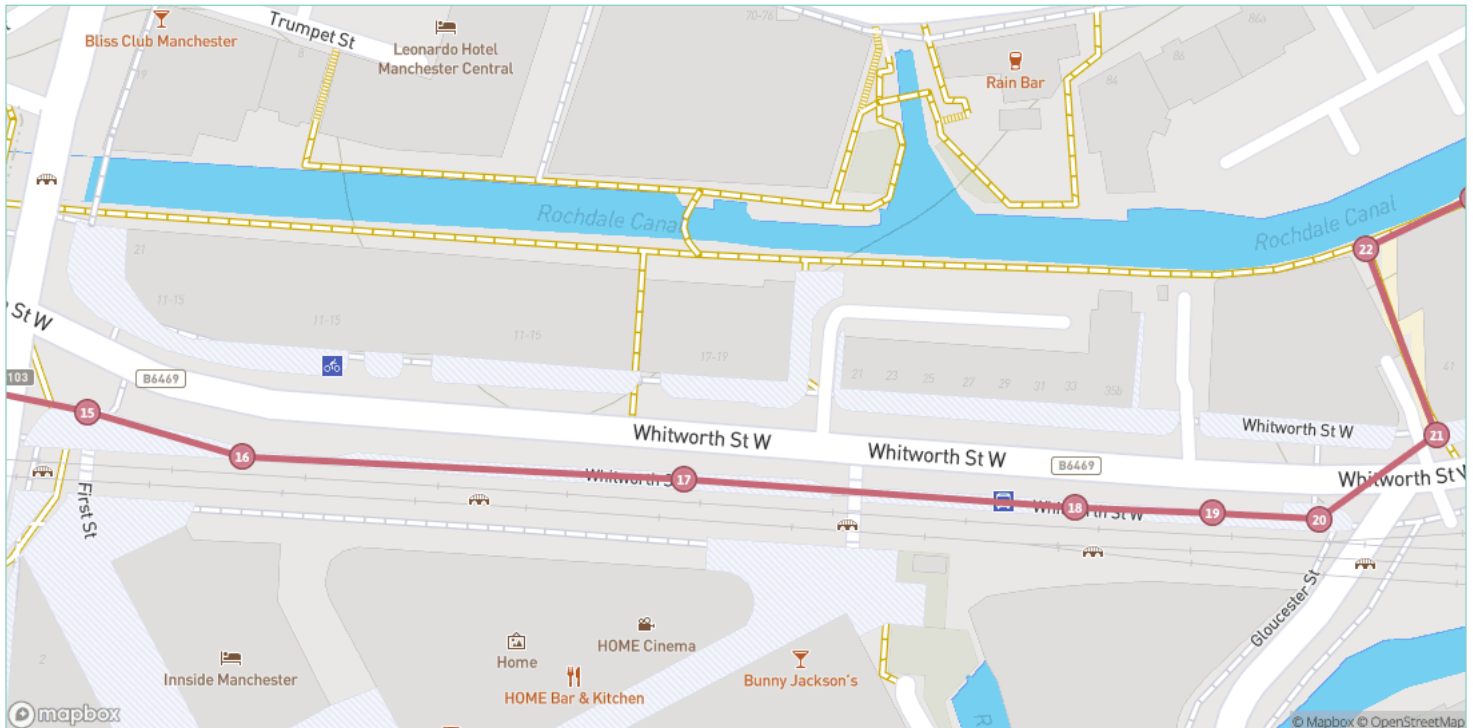 Bliss Club Manchester
19
Trumpet St
8
Leonardo Hotel
Manchester Central
70-76
Rain Bar
84
86
86a
Rochdale Canal
Rochdale Canal
22
21
11-15
11-15
11-15
17-19
21
23
25
27
29
31
33
35b
41
103
B6469
15
16
Whitworth St W
Whitworth St W
B6469
Whitworth St W
21
17
18
Whitworth St W
19
20
First St
Gloucester St
2
Innside Manchester
Home
HOME Cinema
HOME Bar & Kitchen
Bunny Jackson's
mapbox
© Mapbox © OpenStreetMap